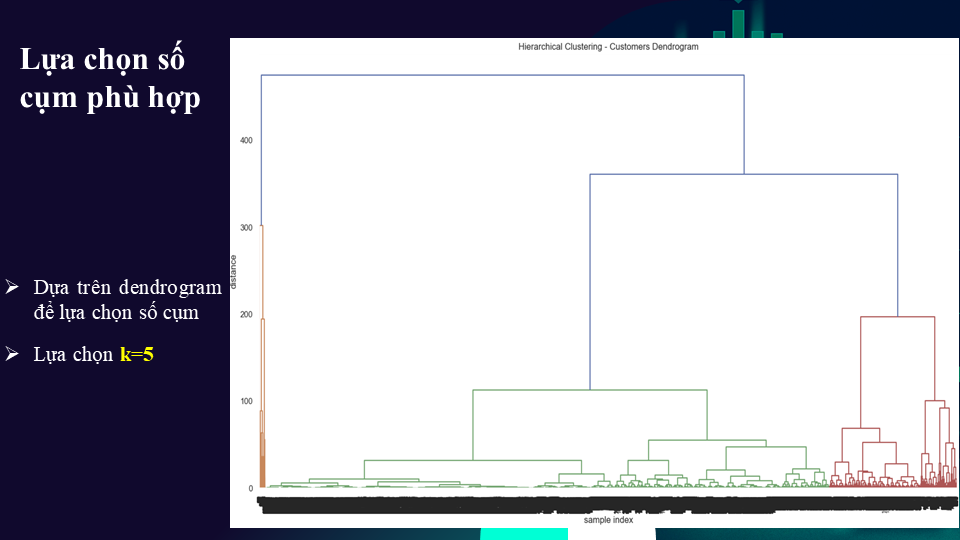 Lựa chọn số
cụm phù hợp
Dựa trên dendrogram
để lựa chọn số cụm
Lựa chọn k=5
Hierarchical Clustering - Customers Dendrogram
400
300
200
100
0
distance
sample index